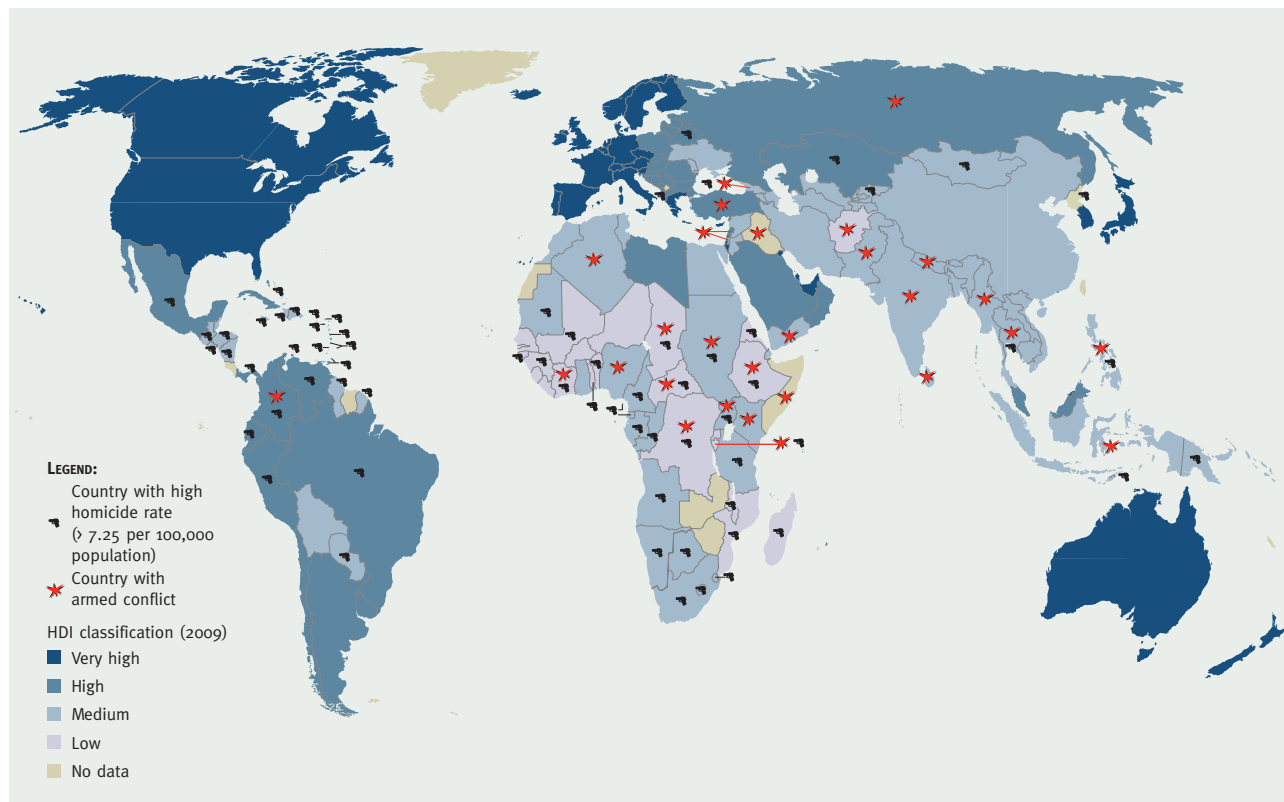 LEGEND:
Country with high
homicide rate
(> 7.25 per 100,000
population)
Country with
armed conflict
HDI classification (2009)
Very high
High
Medium
Low
No data